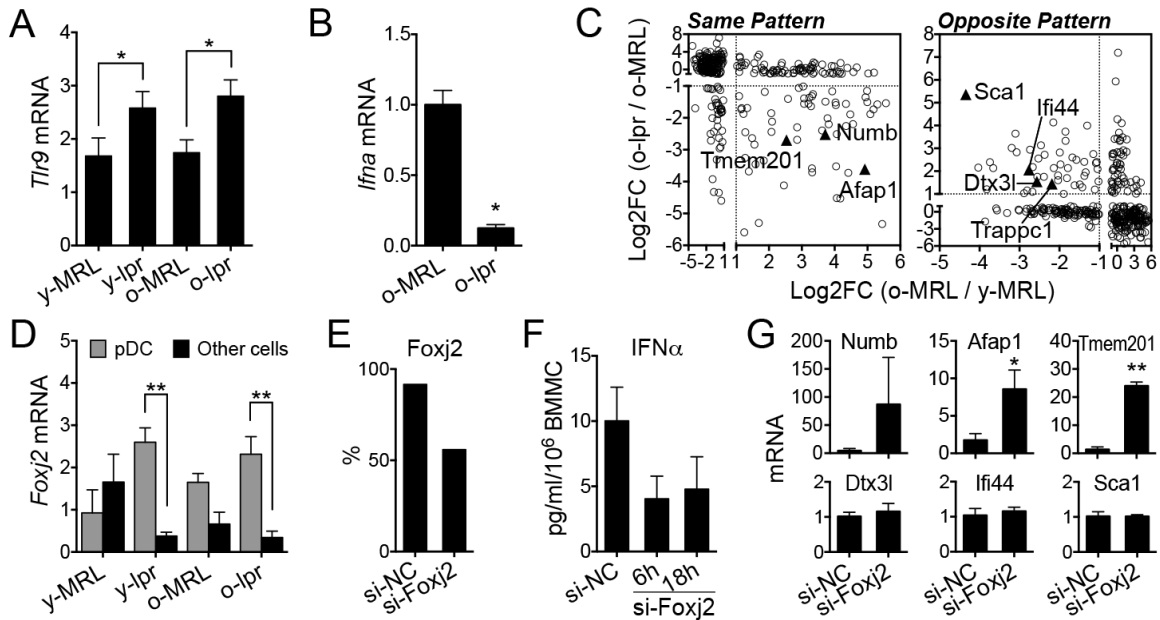 A
Tlr9 mRNA
4
3
2
1
0
*
*
y-MRL
y-lpr
o-MRL
o-lpr
B
Ifna mRNA
1.5
1.0
0.5
0.0
*
o-MRL
o-lpr
C
Same Pattern
Opposite Pattern
Log2FC (o-lpr / o-MRL)
8
4
0
-1
-2
-3
-4
-5
-6
Numb
Tmem201
Afap1
-5 -2 1 2 3 4 5 6
8
7
6
5
4
3
2
1
0
-3
-6
Sca1
Ifi44
Dtx3l
Trappc1
-5 -4 -3 -2 -1 0 3 6
Log2FC (o-MRL / y-MRL)
D
pDC
Other cells
Foxj2 mRNA
5
4
3
2
1
0
**
**
y-MRL
y-lpr
o-MRL
o-lpr
E
Foxj2
%
100
50
0
si-NC
si-Foxj2
F
IFNα
pg/ml/10⁶ BMMC
15
10
5
0
si-NC
6h
18h
si-Foxj2
G
mRNA
Numb
200
150
100
50
0
Afap1
15
10
5
0
*
Tmem201
40
30
20
10
0
**
Dtx3l
2
1
0
Ifi44
2
1
0
Sca1
2
1
0
si-NC
si-Foxj2
si-NC
si-Foxj2
si-NC
si-Foxj2